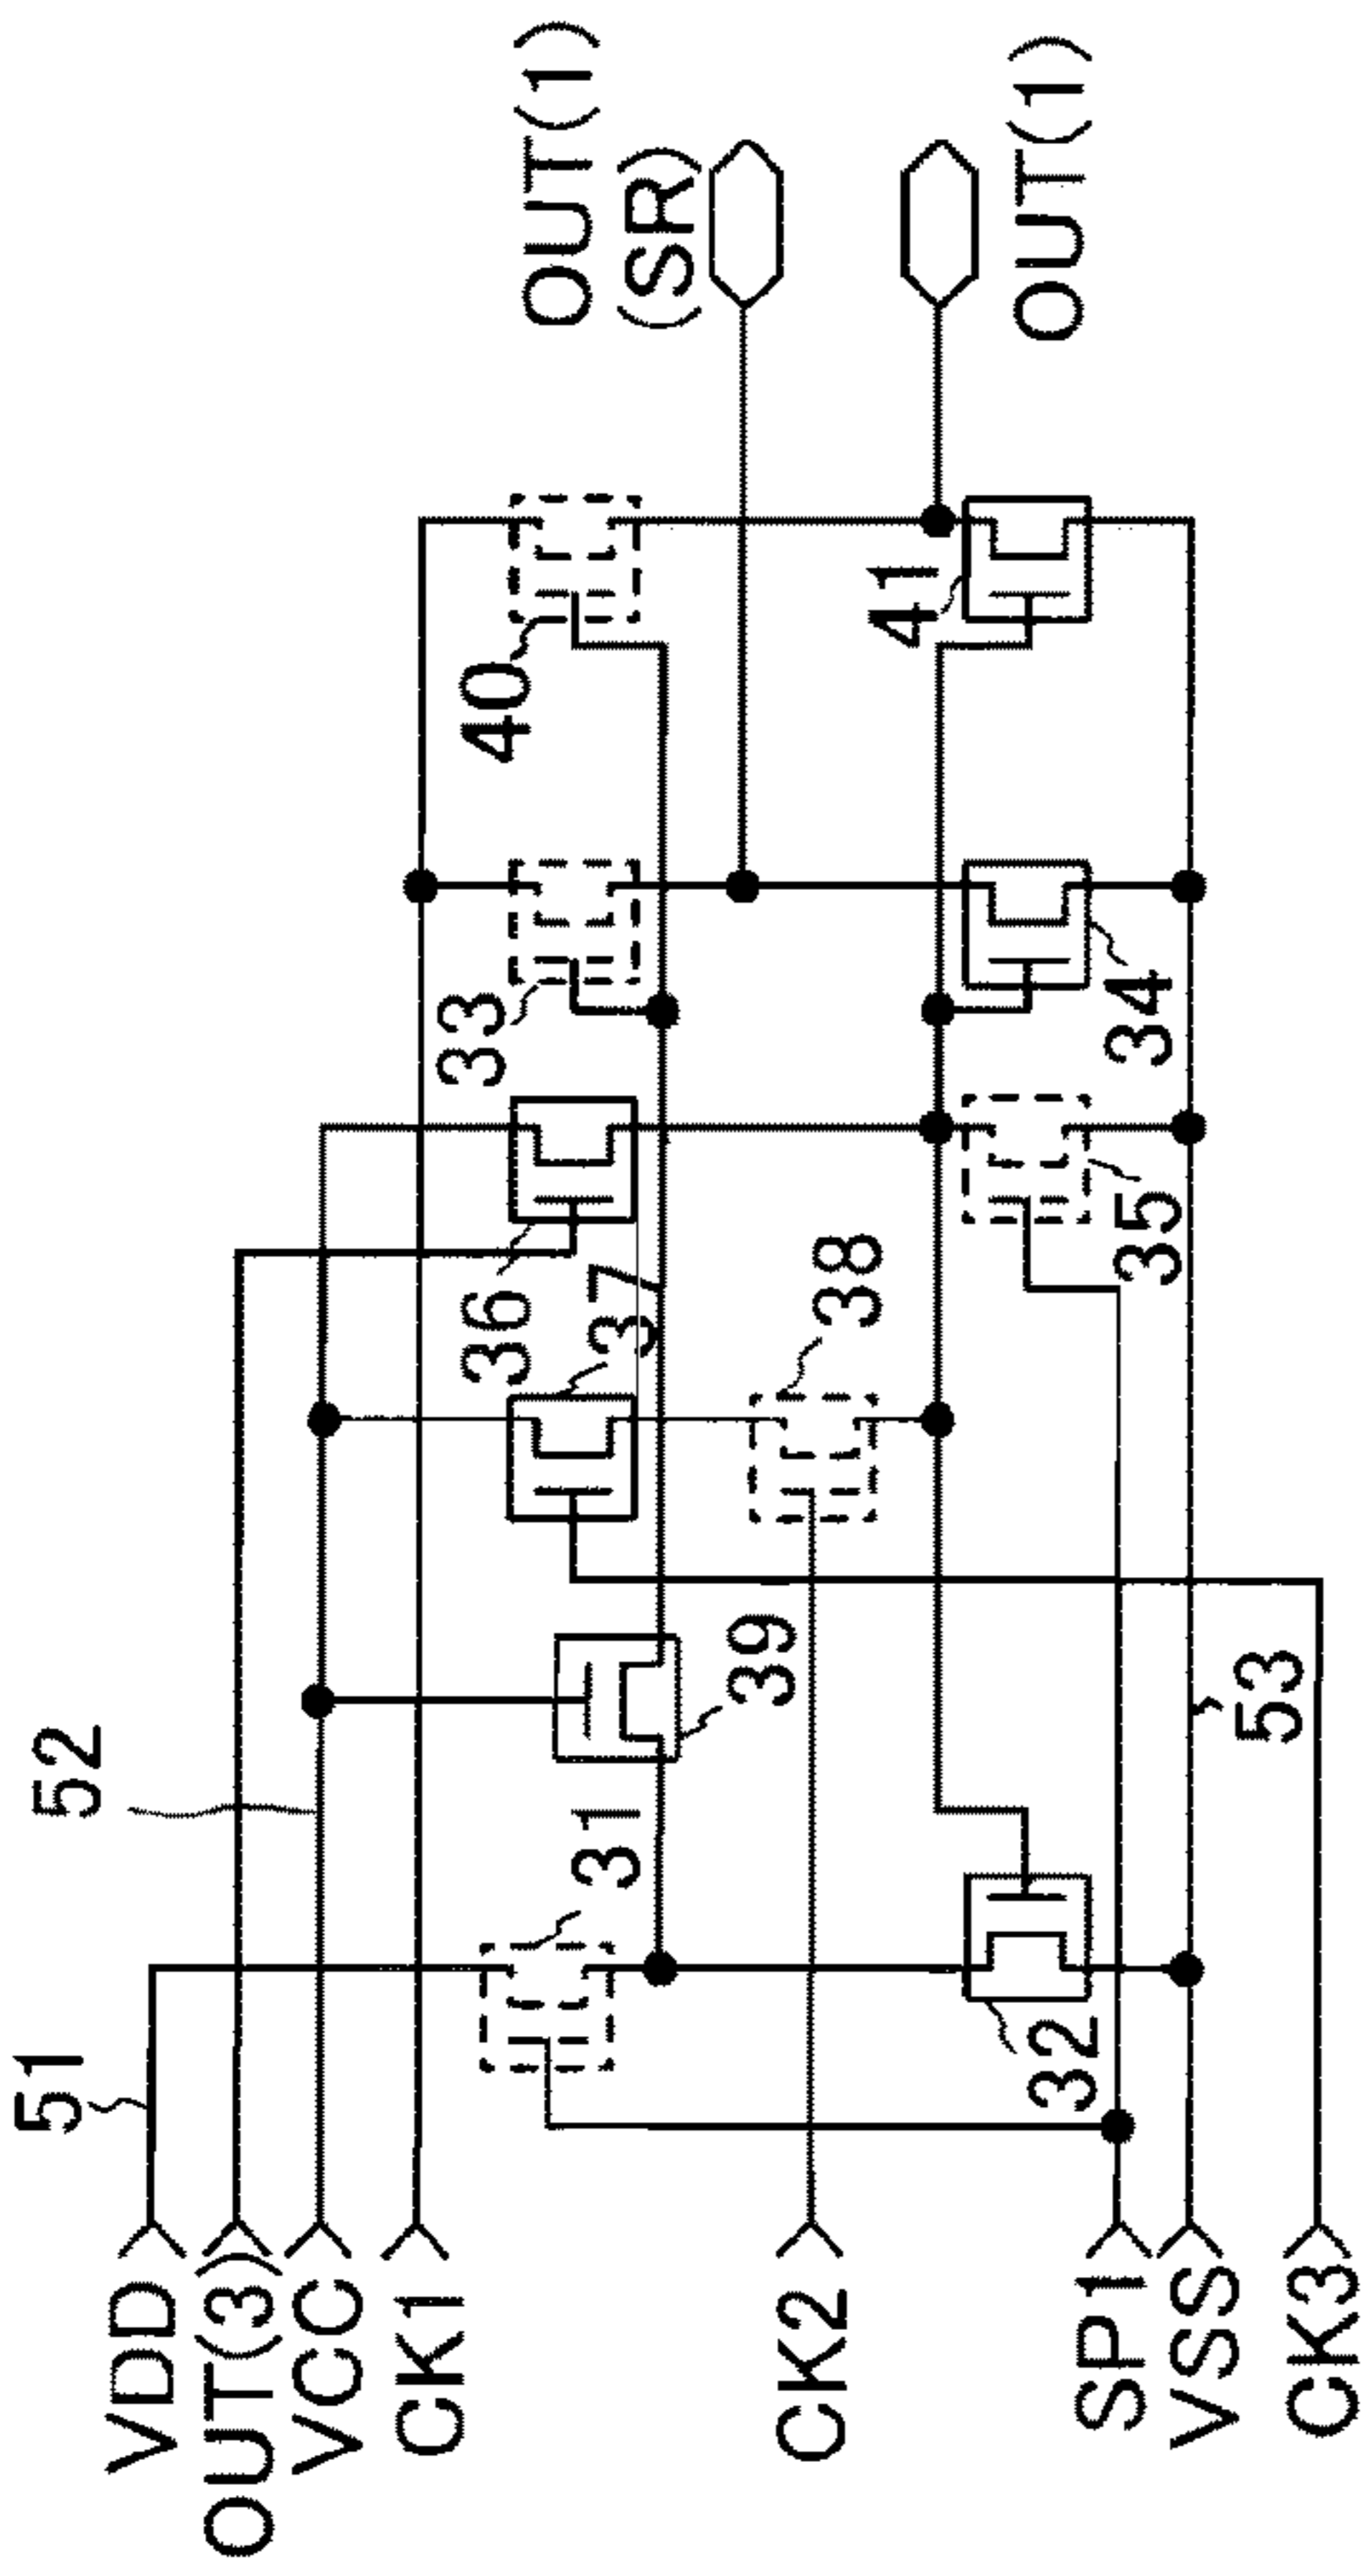 51
52
VDD
OUT(3)
VCC
CK1
CK2
SP1
VSS
CK3
31
32
39
53
37
38
36
35
33
34
40
41
OUT(1)
(SR)
OUT(1)